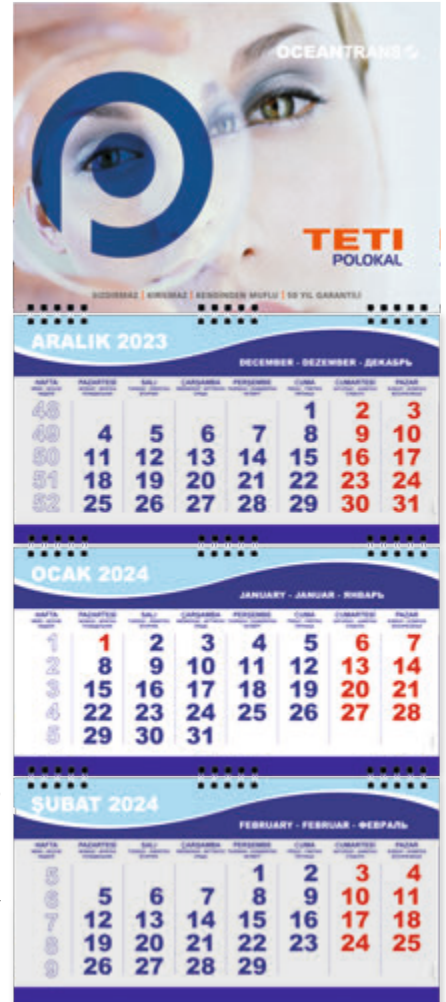 OCEANTRANS
TETI
POLOKAL
SIZDIRMAZ | KIRILMAZ | KENDİNDEN MUFLU | 50 YIL GARANTİLİ
ARALIK 2023
DECEMBER - DEZEMBER - ДЕКАБРЬ
HAFTA PAZARTESİ SALI ÇARŞAMBA PERŞEMBE CUMA CUMARTESİ PAZAR
48 1 2 3
49 4 5 6 7 8 9 10
50 11 12 13 14 15 16 17
51 18 19 20 21 22 23 24
52 25 26 27 28 29 30 31
OCAK 2024
JANUARY - JANUAR - ЯНВАРЬ
HAFTA PAZARTESİ SALI ÇARŞAMBA PERŞEMBE CUMA CUMARTESİ PAZAR
1 1 2 3 4 5 6 7
2 8 9 10 11 12 13 14
3 15 16 17 18 19 20 21
4 22 23 24 25 26 27 28
5 29 30 31
ŞUBAT 2024
FEBRUARY - FEBRUAR - ФЕВРАЛЬ
HAFTA PAZARTESİ SALI ÇARŞAMBA PERŞEMBE CUMA CUMARTESİ PAZAR
5 1 2 3 4
6 5 6 7 8 9 10 11
7 12 13 14 15 16 17 18
8 19 20 21 22 23 24 25
9 26 27 28 29